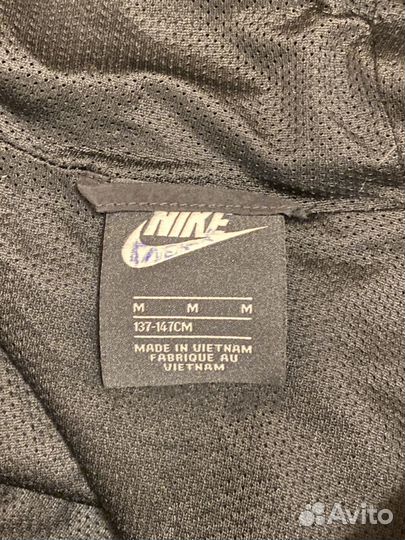 NIKE
M M M
137-147CM
MADE IN VIETNAM
FABRIQUE AU
VIETNAM
Avito